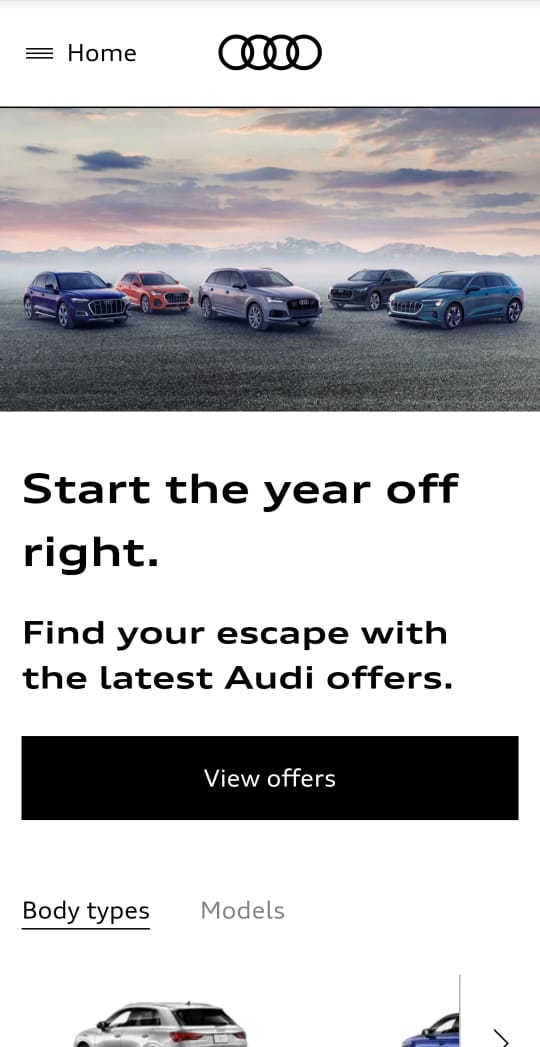 Home
Start the year off
right.
Find your escape with
the latest Audi offers.
View offers
Body types
Models